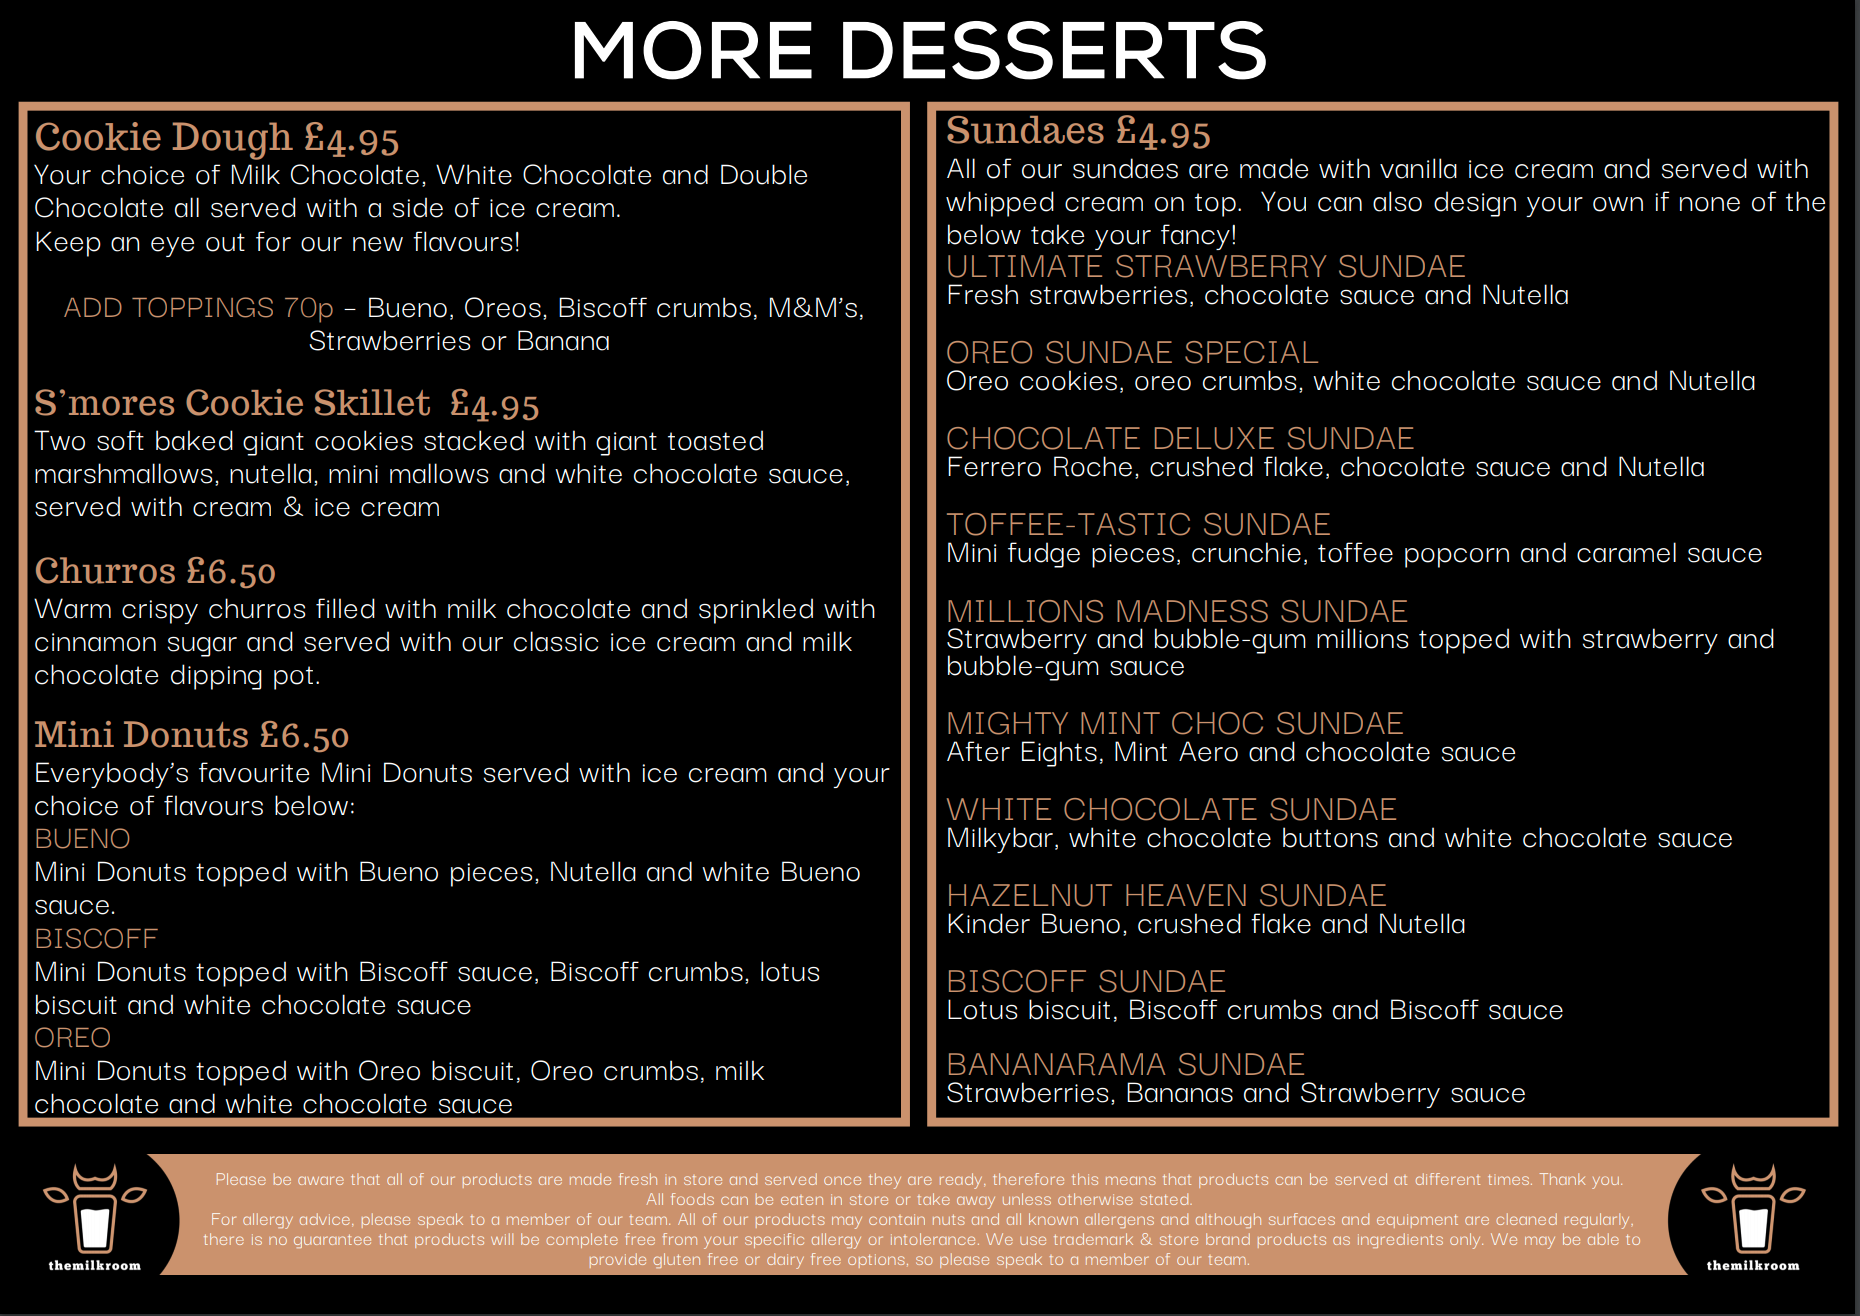 MORE DESSERTS
Cookie Dough £4.95
Your choice of Milk Chocolate, White Chocolate and Double
Chocolate all served with a side of ice cream.
Keep an eye out for our new flavours!
ADD TOPPINGS 70p – Bueno, Oreos, Biscoff crumbs, M&M's,
Strawberries or Banana
S'mores Cookie Skillet £4.95
Two soft baked giant cookies stacked with giant toasted
marshmallows, nutella, mini mallows and white chocolate sauce,
served with cream & ice cream
Churros £6.50
Warm crispy churros filled with milk chocolate and sprinkled with
cinnamon sugar and served with our classic ice cream and milk
chocolate dipping pot.
Mini Donuts £6.50
Everybody's favourite Mini Donuts served with ice cream and your
choice of flavours below:
BUENO
Mini Donuts topped with Bueno pieces, Nutella and white Bueno
sauce.
BISCOFF
Mini Donuts topped with Biscoff sauce, Biscoff crumbs, lotus
biscuit and white chocolate sauce
OREO
Mini Donuts topped with Oreo biscuit, Oreo crumbs, milk
chocolate and white chocolate sauce
Sundaes £4.95
All of our sundaes are made with vanilla ice cream and served with
whipped cream on top. You can also design your own if none of the
below take your fancy!
ULTIMATE STRAWBERRY SUNDAE
Fresh strawberries, chocolate sauce and Nutella
OREO SUNDAE SPECIAL
Oreo cookies, oreo crumbs, white chocolate sauce and Nutella
CHOCOLATE DELUXE SUNDAE
Ferrero Roche, crushed flake, chocolate sauce and Nutella
TOFFEE-TASTIC SUNDAE
Mini fudge pieces, crunchie, toffee popcorn and caramel sauce
MILLIONS MADNESS SUNDAE
Strawberry and bubble-gum millions topped with strawberry and
bubble-gum sauce
MIGHTY MINT CHOC SUNDAE
After Eights, Mint Aero and chocolate sauce
WHITE CHOCOLATE SUNDAE
Milkybar, white chocolate buttons and white chocolate sauce
HAZELNUT HEAVEN SUNDAE
Kinder Bueno, crushed flake and Nutella
BISCOFF SUNDAE
Lotus biscuit, Biscoff crumbs and Biscoff sauce
BANANARAMA SUNDAE
Strawberries, Bananas and Strawberry sauce
Please be aware that all of our products are made fresh in store and served once they are ready, therefore this means that products can be served at different times. Thank you.
All foods can be eaten in store or take away unless otherwise stated.
For allergy advice, please speak to a member of our team. All of our products may contain nuts and all known allergens and although surfaces and equipment are cleaned regularly,
there is no guarantee that products will be complete free from your specific allergy or intolerance. We use trademark & store brand products as ingredients only. We may be able to
provide gluten free or dairy free options, so please speak to a member of our team.
themilkroom
themilkroom